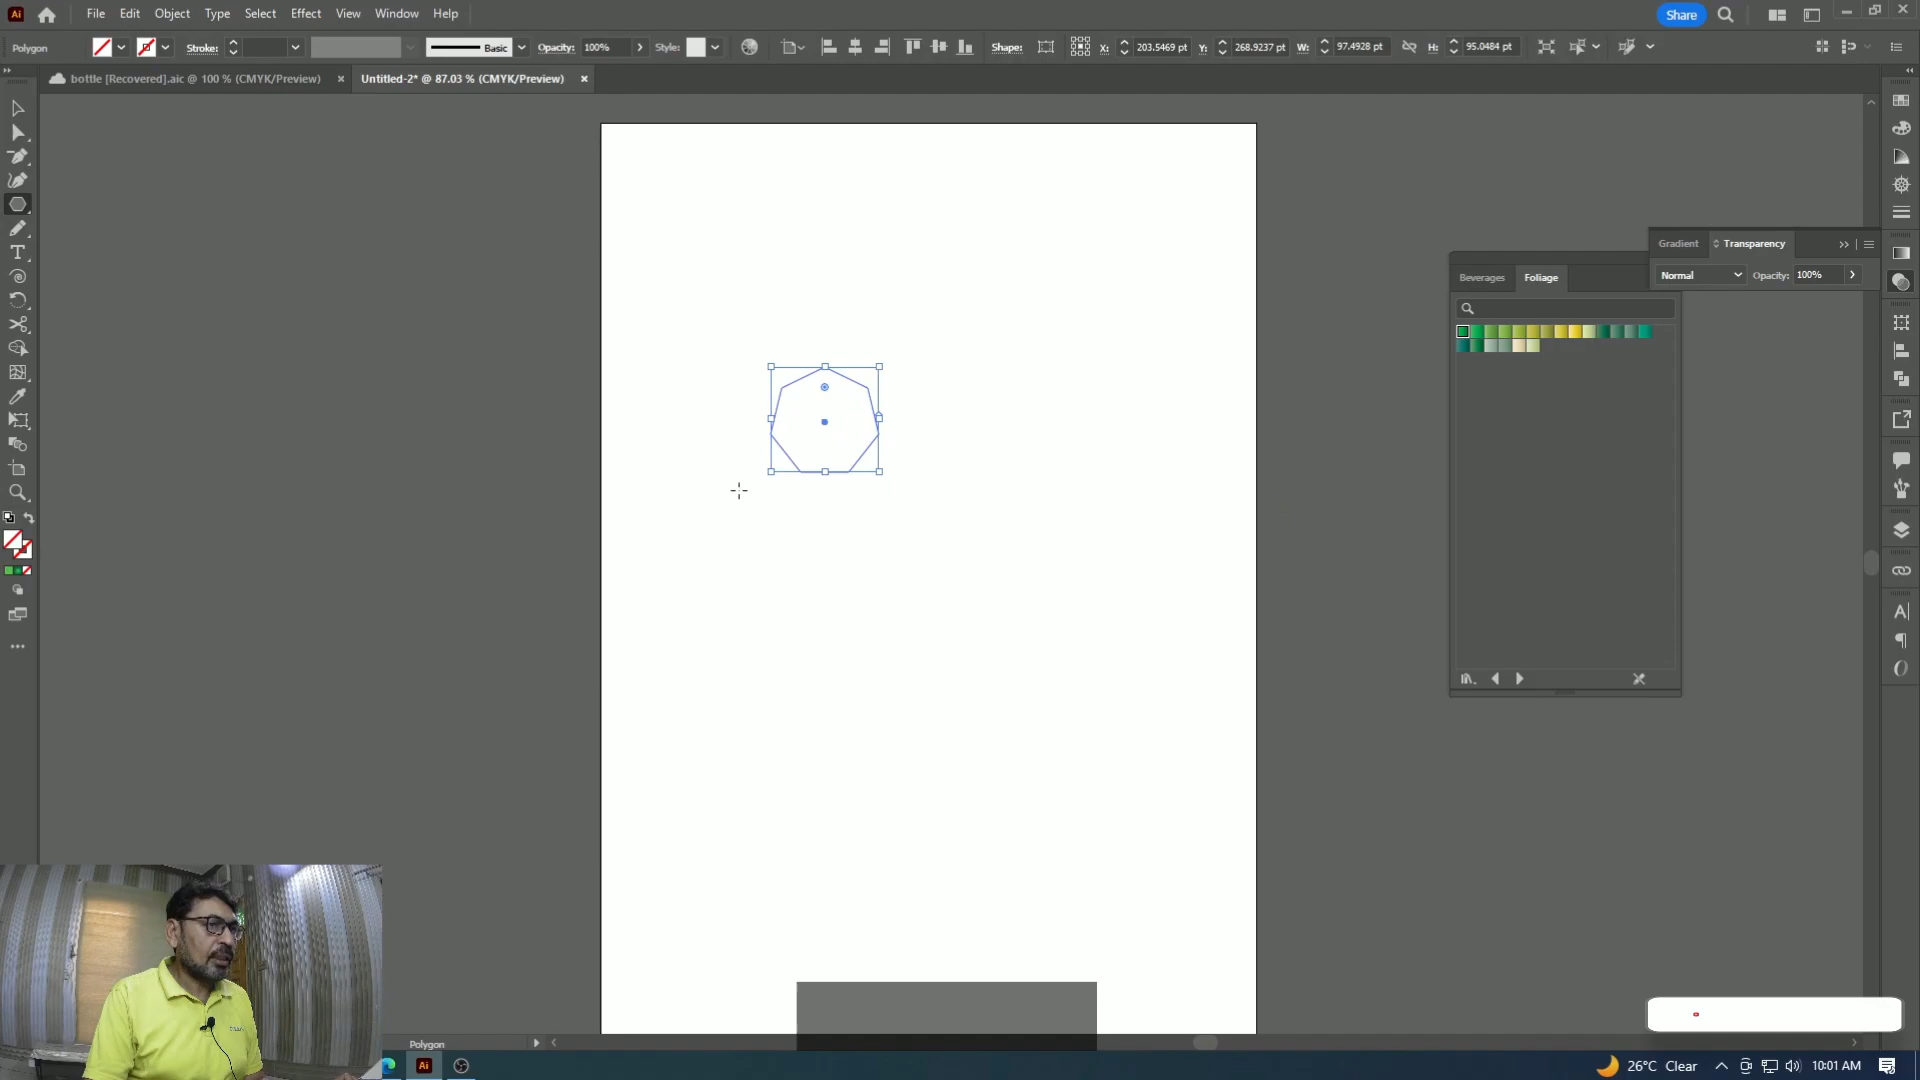 Ai File Edit Object Type Select Effect View Window Help Share
Polygon Stroke: Basic Opacity: 100% Style: Shape: X: 203.5469 pt Y: 268.9237 pt W: 97.4928 pt H: 95.0484 pt
bottle [Recovered].aic @ 100 % (CMYK/Preview) × Untitled-2* @ 87.03 % (CMYK/Preview) ×
Gradient Transparency
Normal Opacity: 100%
Beverages Foliage
Polygon
Ai 26°C Clear 10:01 AM